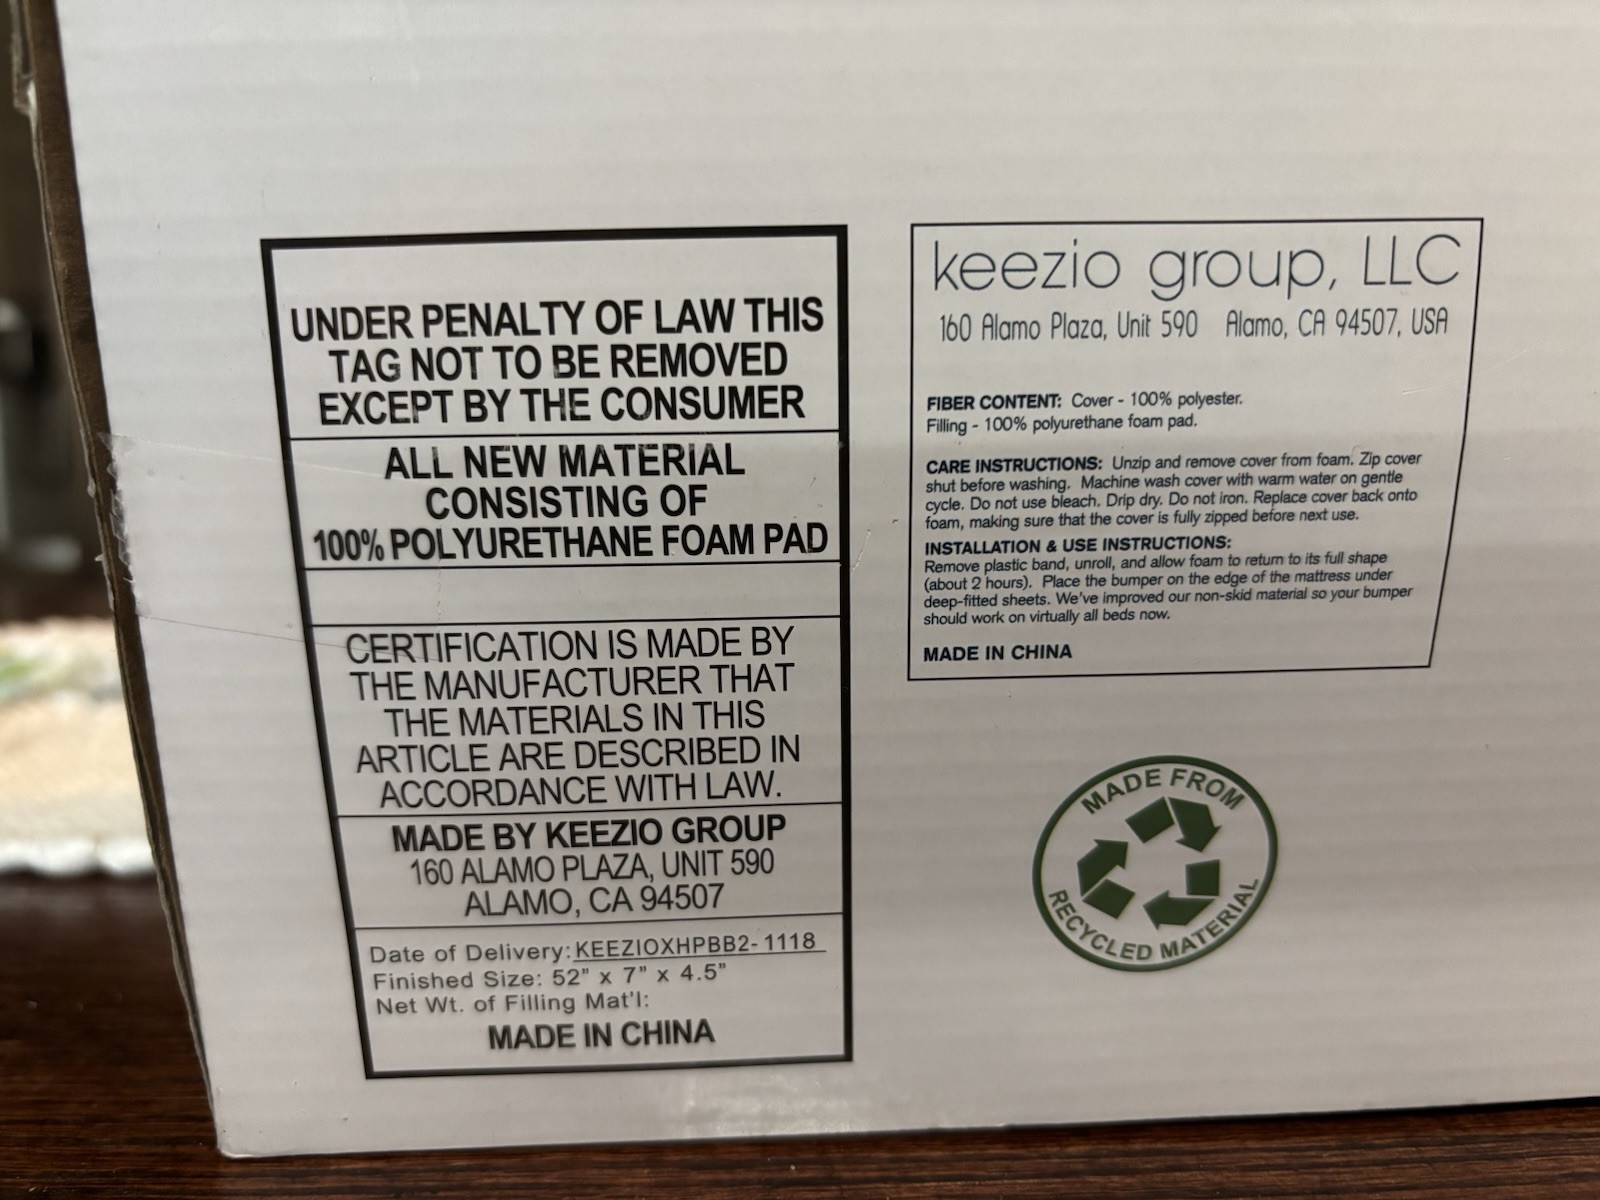 UNDER PENALTY OF LAW THIS
TAG NOT TO BE REMOVED
EXCEPT BY THE CONSUMER
ALL NEW MATERIAL
CONSISTING OF
100% POLYURETHANE FOAM PAD
CERTIFICATION IS MADE BY
THE MANUFACTURER THAT
THE MATERIALS IN THIS
ARTICLE ARE DESCRIBED IN
ACCORDANCE WITH LAW.
MADE BY KEEZIO GROUP
160 ALAMO PLAZA, UNIT 590
ALAMO, CA 94507
Date of Delivery: KEEZIOXHPBB2-1118
Finished Size: 52" x 7" x 4.5"
Net Wt. of Filling Mat'l:
MADE IN CHINA
keezio group, LLC
160 Alamo Plaza, Unit 590 Alamo, CA 94507, USA
FIBER CONTENT: Cover - 100% polyester.
Filling - 100% polyurethane foam pad.
CARE INSTRUCTIONS: Unzip and remove cover from foam. Zip cover
shut before washing. Machine wash cover with warm water on gentle
cycle. Do not use bleach. Drip dry. Do not iron. Replace cover back onto
foam, making sure that the cover is fully zipped before next use.
INSTALLATION & USE INSTRUCTIONS:
Remove plastic band, unroll, and allow foam to return to its full shape
(about 2 hours). Place the bumper on the edge of the mattress under
deep-fitted sheets. We've improved our non-skid material so your bumper
should work on virtually all beds now.
MADE IN CHINA
MADE FROM
RECYCLED MATERIAL